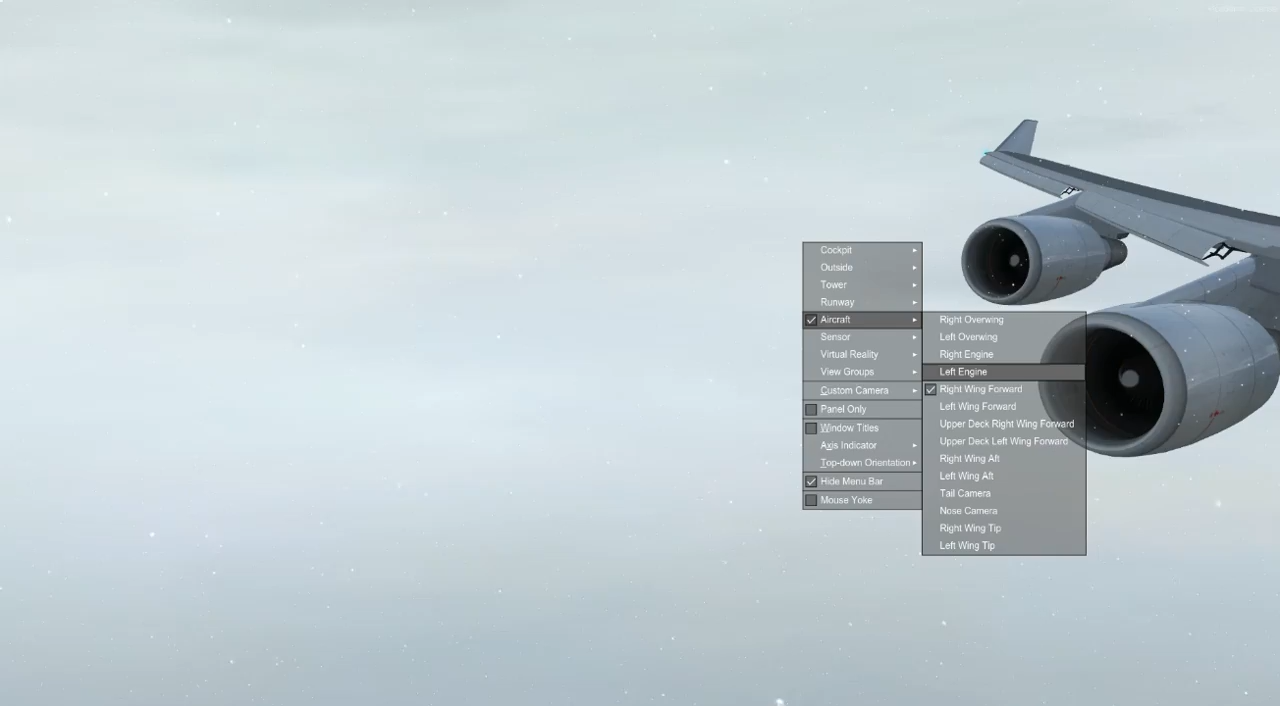 Cockpit
Outside
Tower
Runway
Aircraft
Sensor
Virtual Reality
View Groups
Custom Camera
Panel Only
Window Titles
Axis Indicator
Top-down Orientation
Hide Menu Bar
Mouse Yoke
Right Overwing
Left Overwing
Right Engine
Left Engine
Right Wing Forward
Left Wing Forward
Upper Deck Right Wing Forward
Upper Deck Left Wing Forward
Right Wing Aft
Left Wing Aft
Tail Camera
Nose Camera
Right Wing Tip
Left Wing Tip